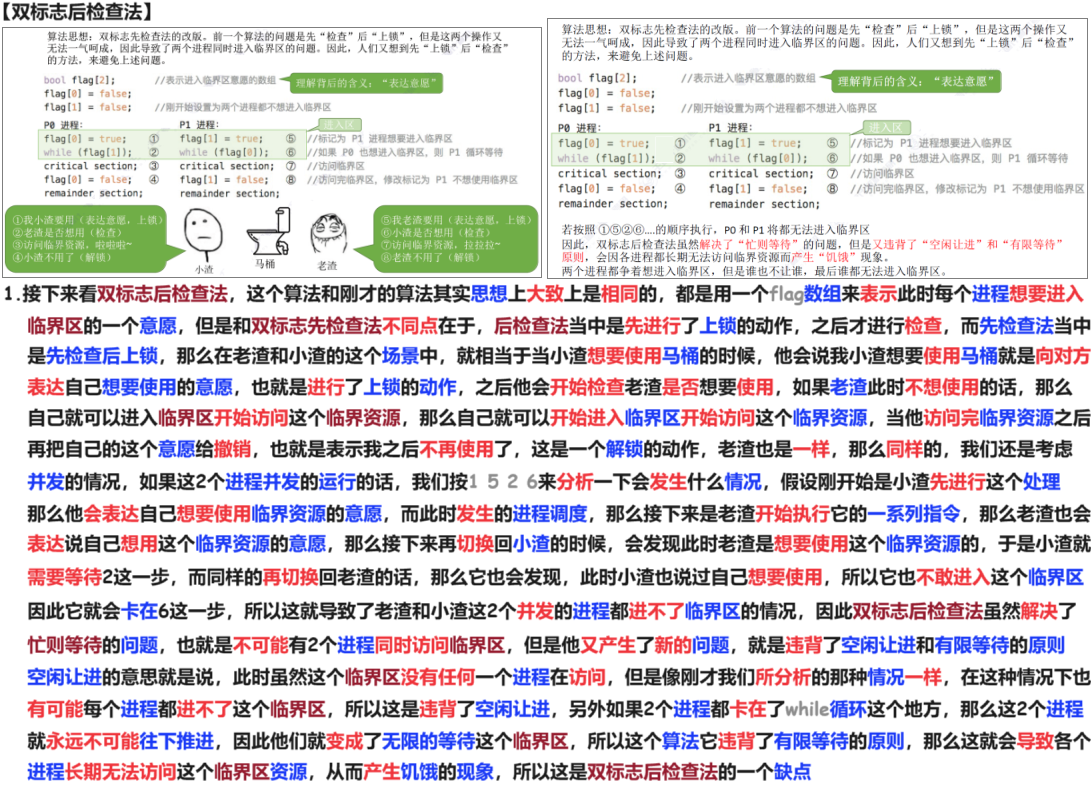 【双标志后检查法】
算法思想：双标志先检查法的改版。前一个算法的问题是先“检查”后“上锁”，但是这两个操作又
无法一气呵成，因此导致了两个进程同时进入临界区的问题。因此，人们又想到先“上锁”后“检查”
的方法，来避免上述问题。
bool flag[2]; //表示进入临界区意愿的数组
理解背后的含义：“表达意愿”
flag[0] = false;
flag[1] = false; //刚开始设置为两个进程都不想进入临界区
进入区
P0 进程： P1 进程：
flag[0] = true; ① flag[1] = true; ⑤ //标记为 P1 进程想要进入临界区
while (flag[1]); ② while (flag[0]); ⑥ //如果 P0 也想进入临界区，则 P1 循环等待
critical section; ③ critical section; ⑦ //访问临界区
flag[0] = false; ④ flag[1] = false; ⑧ //访问完临界区，修改标记为 P1 不想使用临界区
remainder section; remainder section;
①我小渣要用（表达意愿，上锁）
②老渣是否想用（检查）
③访问临界资源，啦啦啦~
④小渣不用了（解锁）
小渣
马桶
老渣
⑤我老渣要用（表达意愿，上锁）
⑥小渣是否想用（检查）
⑦访问临界资源，拉拉拉~
⑧老渣不用了（解锁）
算法思想：双标志先检查法的改版。前一个算法的问题是先“检查”后“上锁”，但是这两个操作又
无法一气呵成，因此导致了两个进程同时进入临界区的问题。因此，人们又想到先“上锁”后“检查”
的方法，来避免上述问题。
bool flag[2]; //表示进入临界区意愿的数组
理解背后的含义：“表达意愿”
flag[0] = false;
flag[1] = false; //刚开始设置为两个进程都不想进入临界区
进入区
P0 进程： P1 进程：
flag[0] = true; ① flag[1] = true; ⑤ //标记为 P1 进程想要进入临界区
while (flag[1]); ② while (flag[0]); ⑥ //如果 P0 也想进入临界区，则 P1 循环等待
critical section; ③ critical section; ⑦ //访问临界区
flag[0] = false; ④ flag[1] = false; ⑧ //访问完临界区，修改标记为 P1 不想使用临界区
remainder section; remainder section;
若按照 ①⑤②⑥....的顺序执行，P0 和 P1 将都无法进入临界区
因此，双标志后检查法虽然解决了“忙则等待”的问题，但是又违背了“空闲让进”和“有限等待”
原则，会因各进程都长期无法访问临界资源而产生“饥饿”现象。
两个进程都争着想进入临界区，但是谁也不让谁，最后谁都无法进入临界区。
1.接下来看双标志后检查法，这个算法和刚才的算法其实思想上大致上是相同的，都是用一个flag数组来表示此时每个进程想要进入
临界区的一个意愿，但是和双标志先检查法不同点在于，后检查法当中是先进行了上锁的动作，之后才进行检查，而先检查法当中
是先检查后上锁，那么在老渣和小渣的这个场景中，就相当于当小渣想要使用马桶的时候，他会说我小渣想要使用马桶就是向对方
表达自己想要使用的意愿，也就是进行了上锁的动作，之后他会开始检查老渣是否想要使用，如果老渣此时不想使用的话，那么
自己就可以进入临界区开始访问这个临界资源，那么自己就可以开始进入临界区开始访问这个临界资源，当他访问完临界资源之后
再把自己的这个意愿给撤销，也就是表示我之后不再使用了，这是一个解锁的动作，老渣也是一样，那么同样的，我们还是考虑
并发的情况，如果这2个进程并发的运行的话，我们按1 5 2 6来分析一下会发生什么情况，假设刚开始是小渣先进行这个处理
那么他会表达自己想要使用临界资源的意愿，而此时发生的进程调度，那么接下来是老渣开始执行它的一系列指令，那么老渣也会
表达说自己想用这个临界资源的意愿，那么接下来再切换回小渣的时候，会发现此时老渣是想要使用这个临界资源的，于是小渣就
需要等待2这一步，而同样的再切换回老渣的话，那么它也会发现，此时小渣也说过自己想要使用，所以它也不敢进入这个临界区
因此它就会卡在6这一步，所以这就导致了老渣和小渣这2个并发的进程都进不了临界区的情况，因此双标志后检查法虽然解决了
忙则等待的问题，也就是不可能有2个进程同时访问临界区，但是他又产生了新的问题，就是违背了空闲让进和有限等待的原则
空闲让进的意思就是说，此时虽然这个临界区没有任何一个进程在访问，但是像刚才我们所分析的那种情况一样，在这种情况下也
有可能每个进程都进不了这个临界区，所以这是违背了空闲让进，另外如果2个进程都卡在了while循环这个地方，那么这2个进程
就永远不可能往下推进，因此他们就变成了无限的等待这个临界区，所以这个算法它违背了有限等待的原则，那么这就会导致各个
进程长期无法访问这个临界区资源，从而产生饥饿的现象，所以这是双标志后检查法的一个缺点